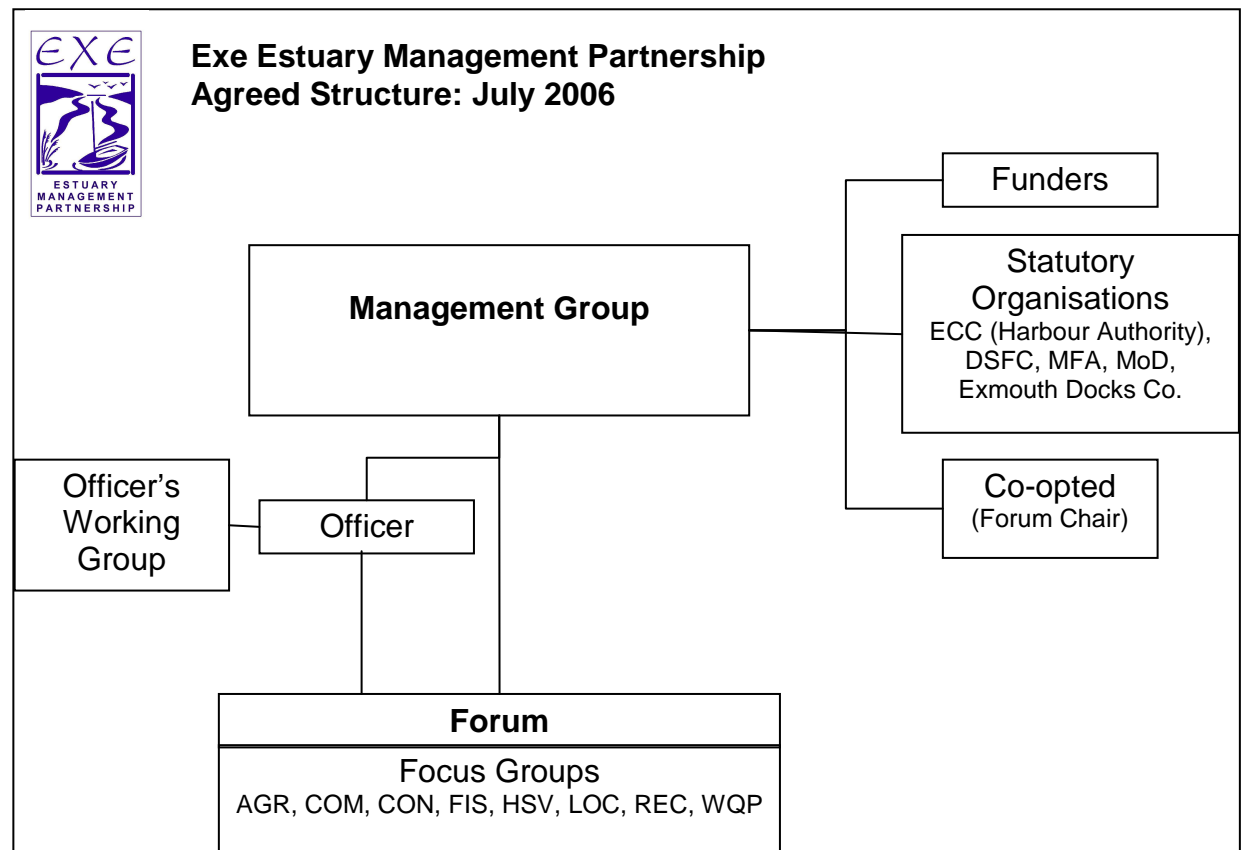 EXE
ESTUARY
MANAGEMENT
PARTNERSHIP
Exe Estuary Management Partnership
Agreed Structure: July 2006
Funders
Statutory
Organisations
ECC (Harbour Authority),
DSFC, MFA, MoD,
Exmouth Docks Co.
Management Group
Co-opted
(Forum Chair)
Officer's
Working
Group
Officer
Forum
Focus Groups
AGR, COM, CON, FIS, HSV, LOC, REC, WQP